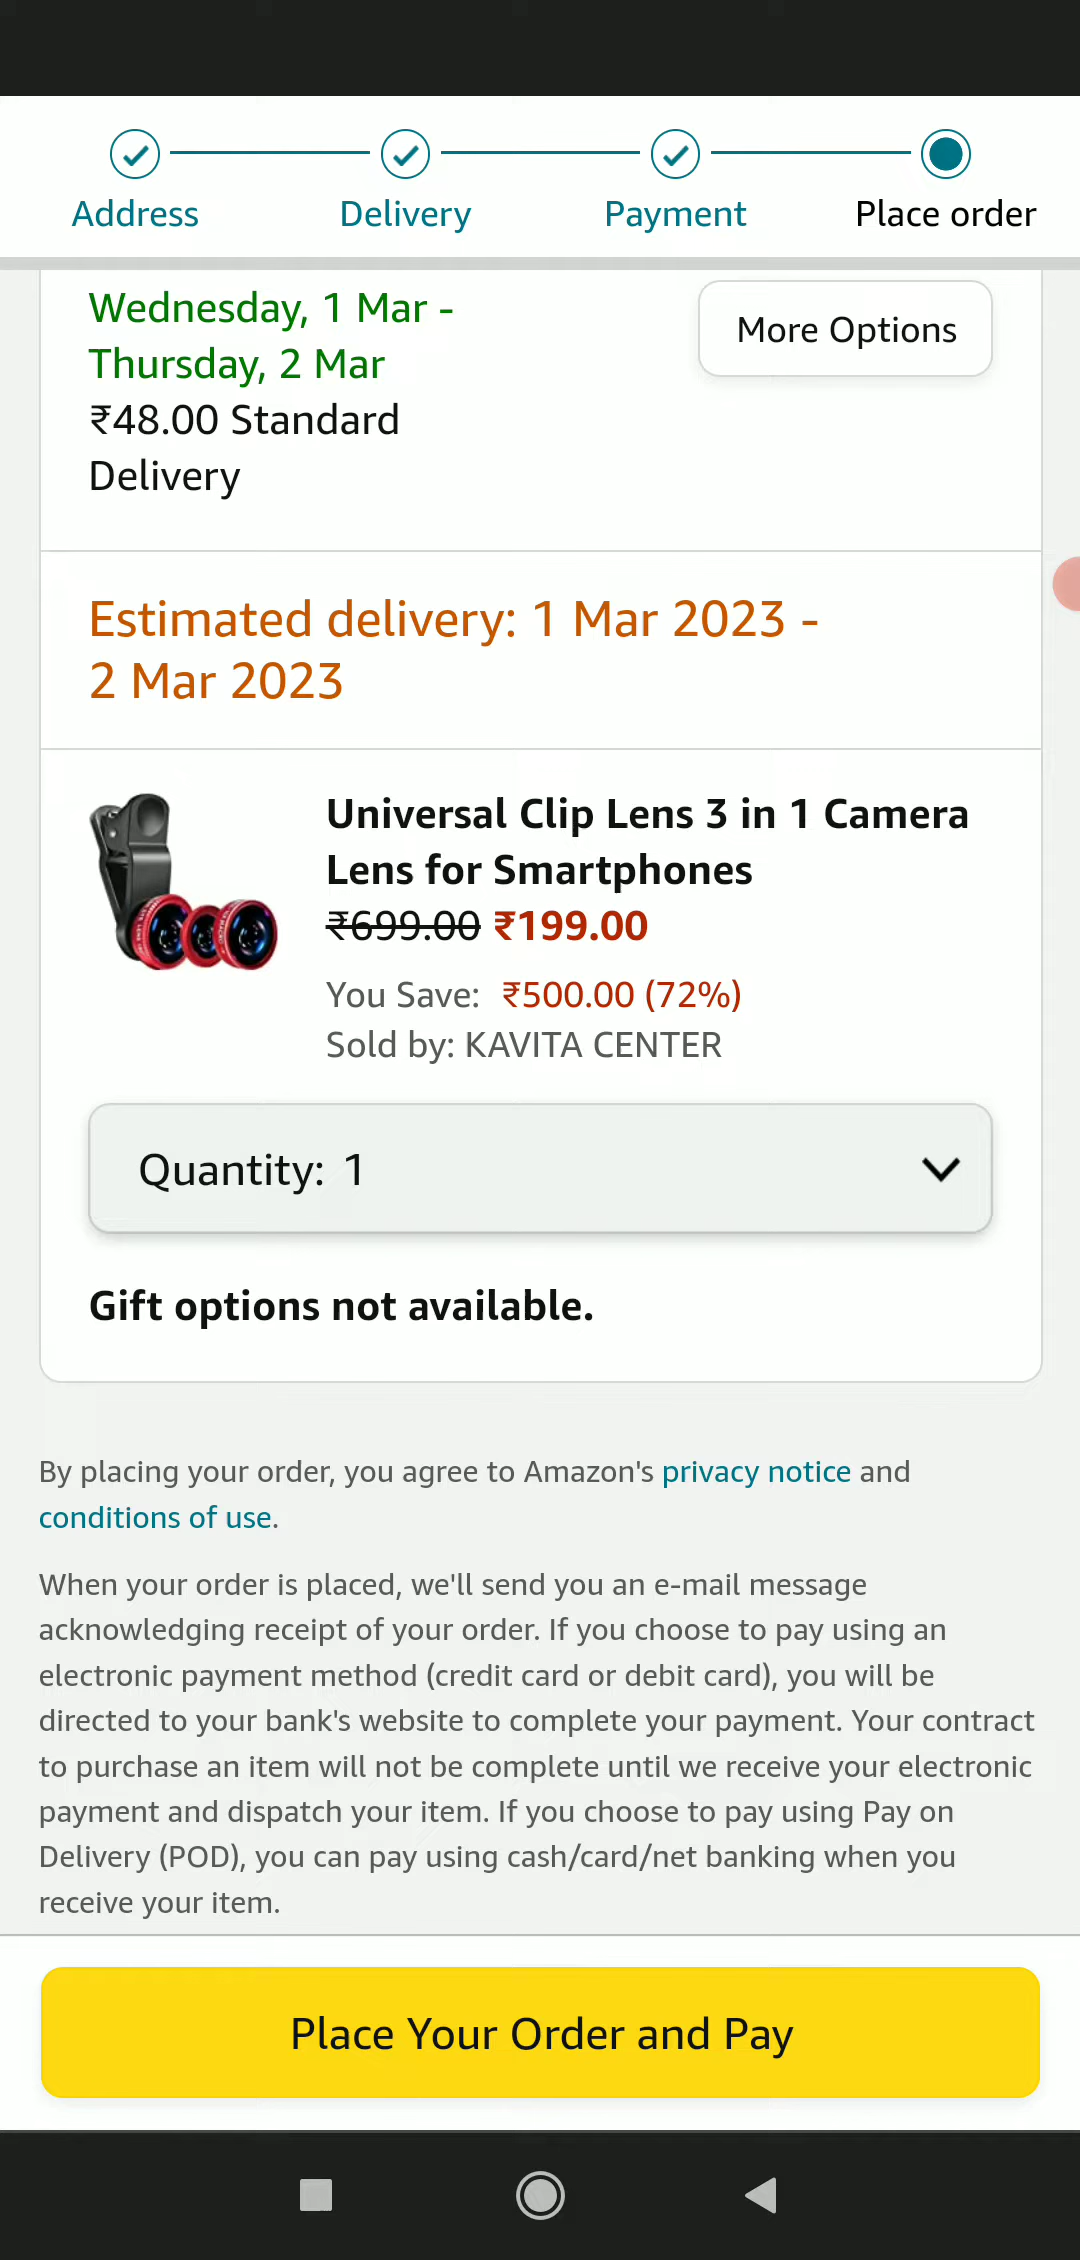 Address Delivery Payment Place order
Wednesday, 1 Mar -
Thursday, 2 Mar
₹48.00 Standard
Delivery
More Options
Estimated delivery: 1 Mar 2023 -
2 Mar 2023
Universal Clip Lens 3 in 1 Camera
Lens for Smartphones
₹699.00 ₹199.00
You Save: ₹500.00 (72%)
Sold by: KAVITA CENTER
Quantity: 1
Gift options not available.
By placing your order, you agree to Amazon's privacy notice and
conditions of use.
When your order is placed, we'll send you an e-mail message
acknowledging receipt of your order. If you choose to pay using an
electronic payment method (credit card or debit card), you will be
directed to your bank's website to complete your payment. Your contract
to purchase an item will not be complete until we receive your electronic
payment and dispatch your item. If you choose to pay using Pay on
Delivery (POD), you can pay using cash/card/net banking when you
receive your item.
Place Your Order and Pay